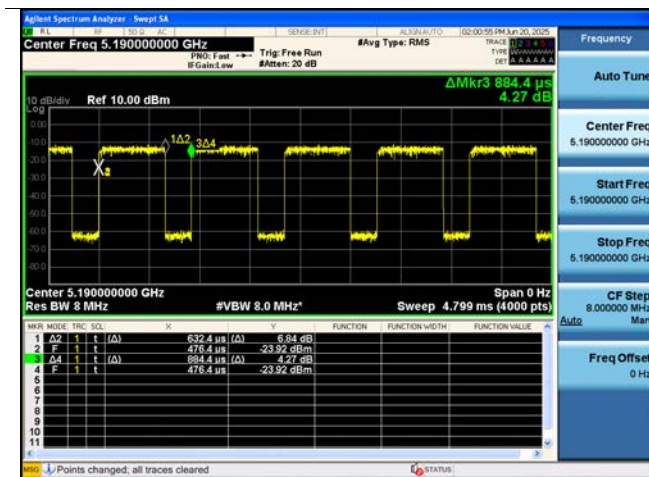 Agilent Spectrum Analyzer - Swept SA
RL RF 50 Ω AC SENSE:INT ALIGN AUTO 02:00:55 PM Jun 20, 2025
Center Freq 5.190000000 GHz #Avg Type: RMS TRACE 1 2 3 4 5 6
PNO: Fast Trig: Free Run TYPE
IFGain:Low #Atten: 20 dB DET A A A A A A
ΔMkr3 884.4 µs
4.27 dB
10 dB/div Ref 10.00 dBm
Log
0.00
-10.0
-20.0
-30.0
-40.0
-50.0
-60.0
-70.0
-80.0
1Δ2
3Δ4
Center 5.190000000 GHz Span 0 Hz
Res BW 8 MHz #VBW 8.0 MHz* Sweep 4.799 ms (4000 pts)
MKR MODE TRC SCL X Y FUNCTION FUNCTION WIDTH FUNCTION VALUE
1 Δ2 1 t (Δ) 632.4 µs (Δ) 6.84 dB
2 F 1 t 476.4 µs -23.92 dBm
3 Δ4 1 t (Δ) 884.4 µs (Δ) 4.27 dB
4 F 1 t 476.4 µs -23.92 dBm
5
6
7
8
9
10
11
MSG Points changed; all traces cleared STATUS
Frequency
Auto Tune
Center Freq
5.190000000 GHz
Start Freq
5.190000000 GHz
Stop Freq
5.190000000 GHz
CF Step
8.000000 MHz
Auto Man
Freq Offset
0 Hz